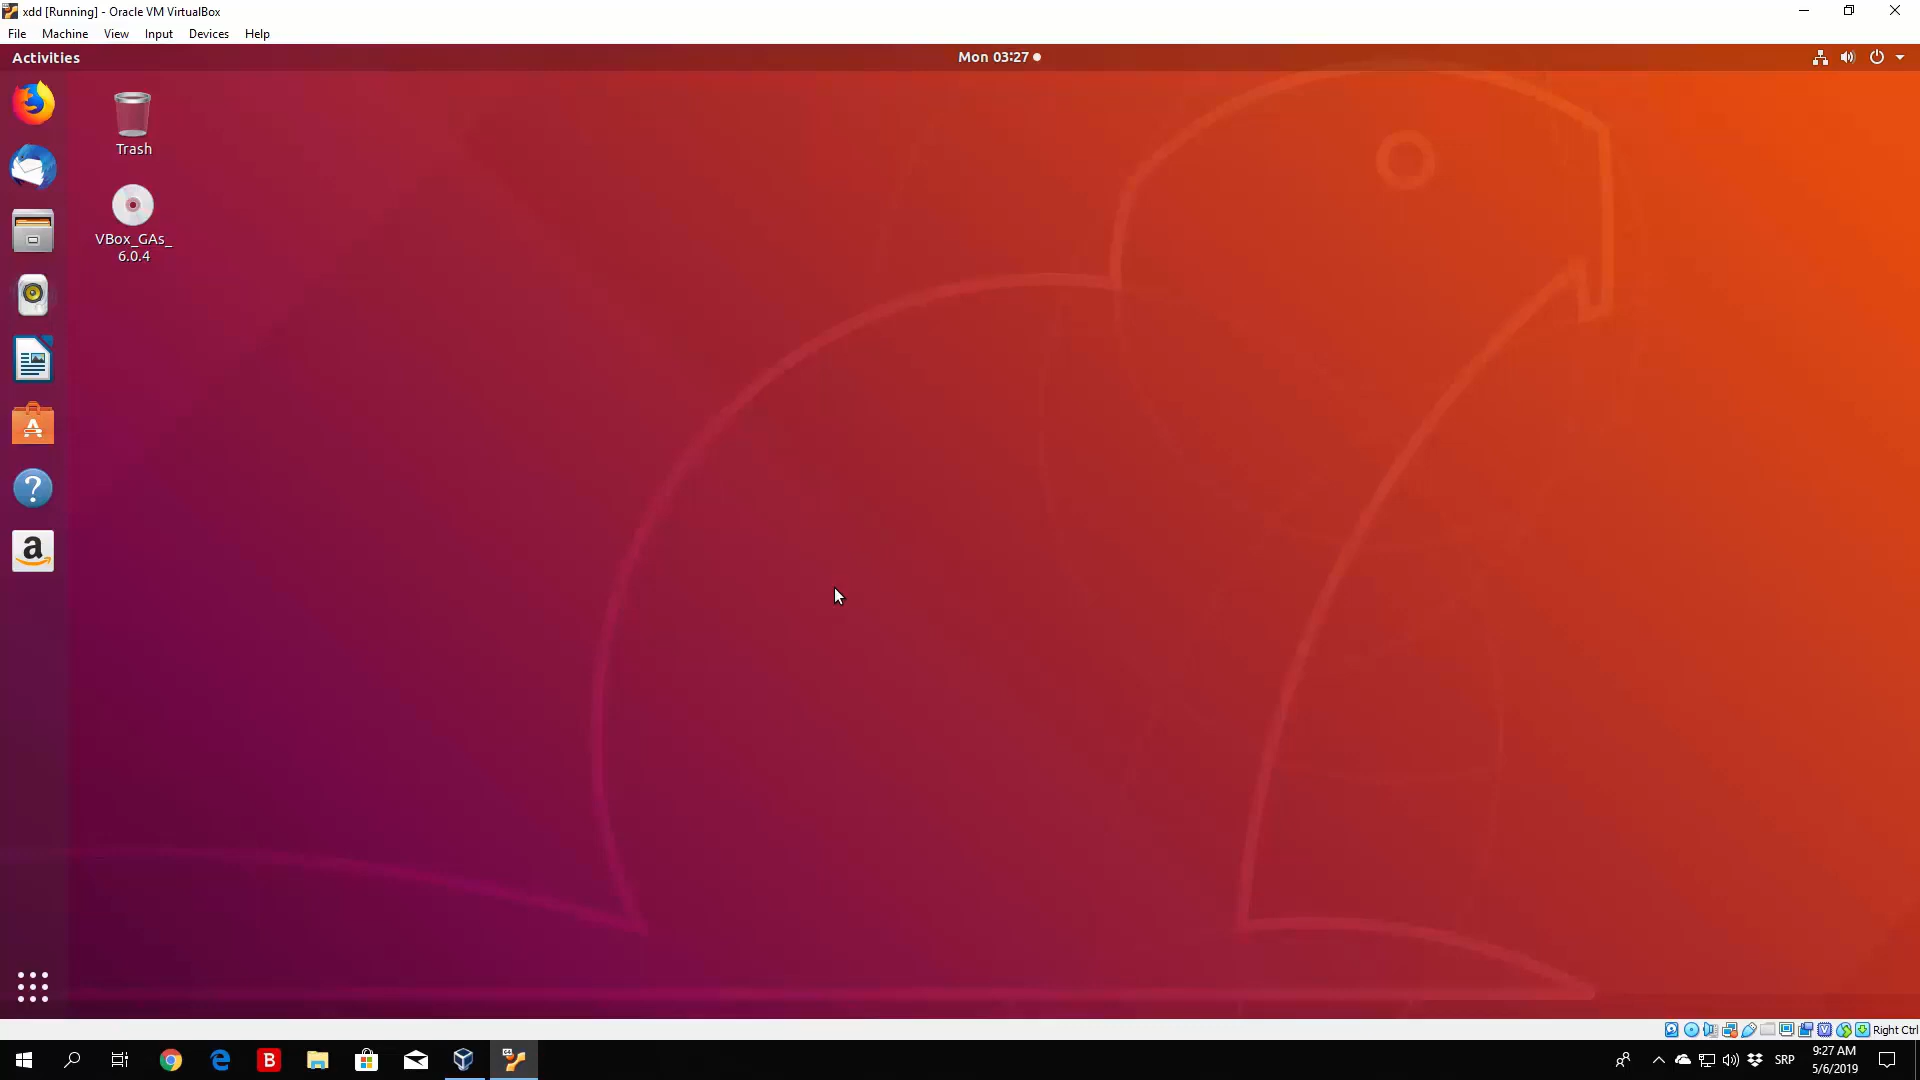 xdd [Running] - Oracle VM VirtualBox
File Machine View Input Devices Help
Activities
Mon 03:27
Trash
VBox_GAs_
6.0.4
?
a
Right Ctrl
B
SRP
9:27 AM
5/6/2019